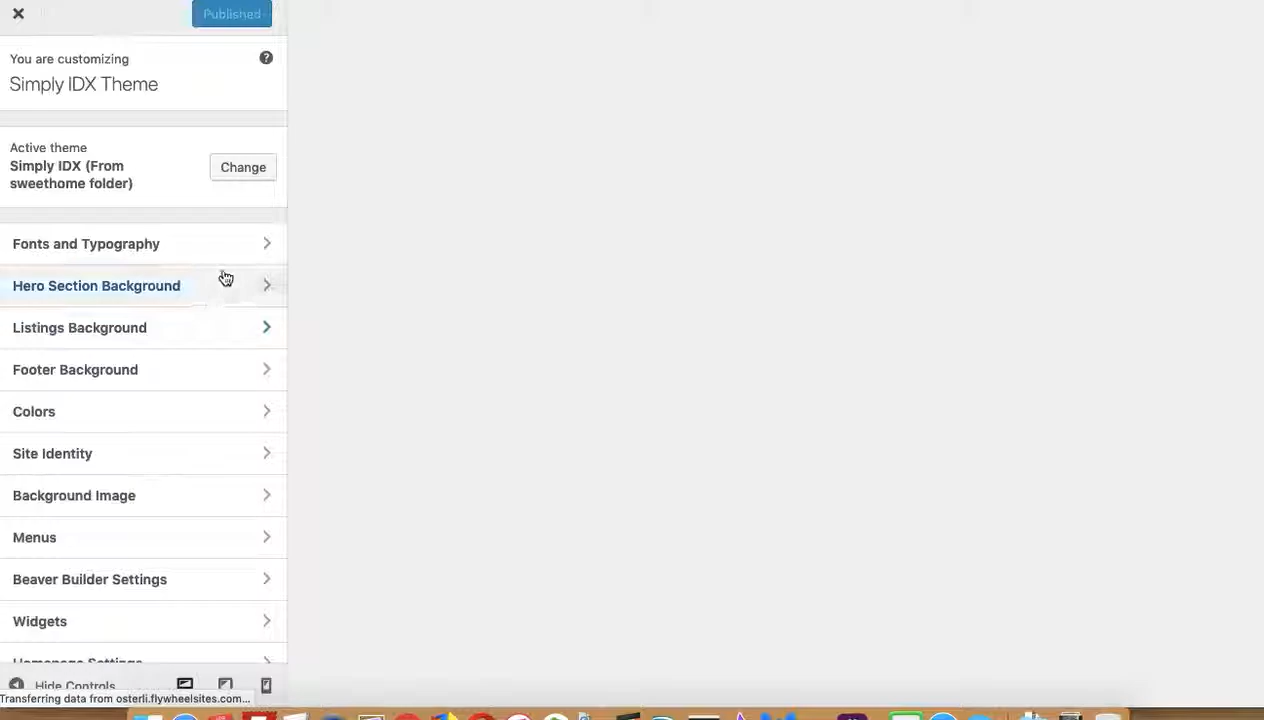 Published
You are customizing
Simply IDX Theme
Active theme
Simply IDX (From
sweethome folder)
Change
Fonts and Typography
Hero Section Background
Listings Background
Footer Background
Colors
Site Identity
Background Image
Menus
Beaver Builder Settings
Widgets
Homepage Settings
Hide Controls
Transferring data from osterli.flywheelsites.com...